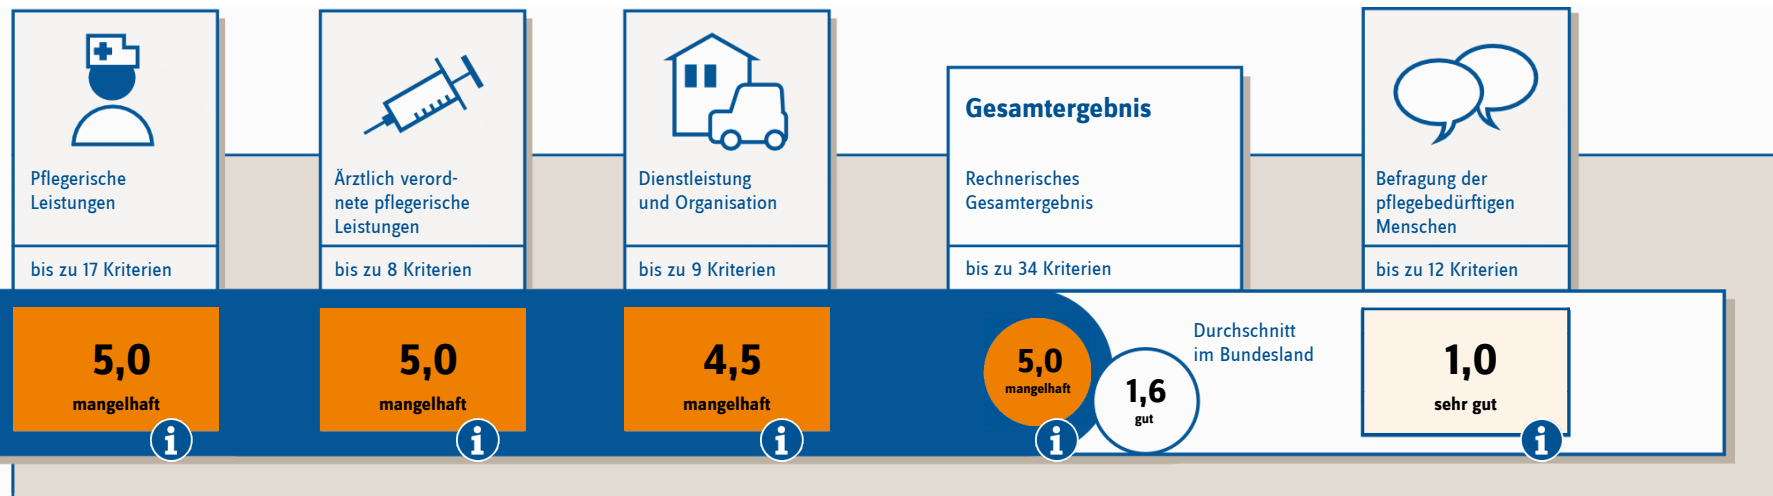 Pflegerische
Leistungen
bis zu 17 Kriterien
5,0
mangelhaft
i
Ärztlich verord-
nete pflegerische
Leistungen
bis zu 8 Kriterien
5,0
mangelhaft
i
Dienstleistung
und Organisation
bis zu 9 Kriterien
4,5
mangelhaft
i
Gesamtergebnis
Rechnerisches
Gesamtergebnis
bis zu 34 Kriterien
5,0
mangelhaft
i
1,6
gut
Durchschnitt
im Bundesland
Befragung der
pflegebedürftigen
Menschen
bis zu 12 Kriterien
1,0
sehr gut
i